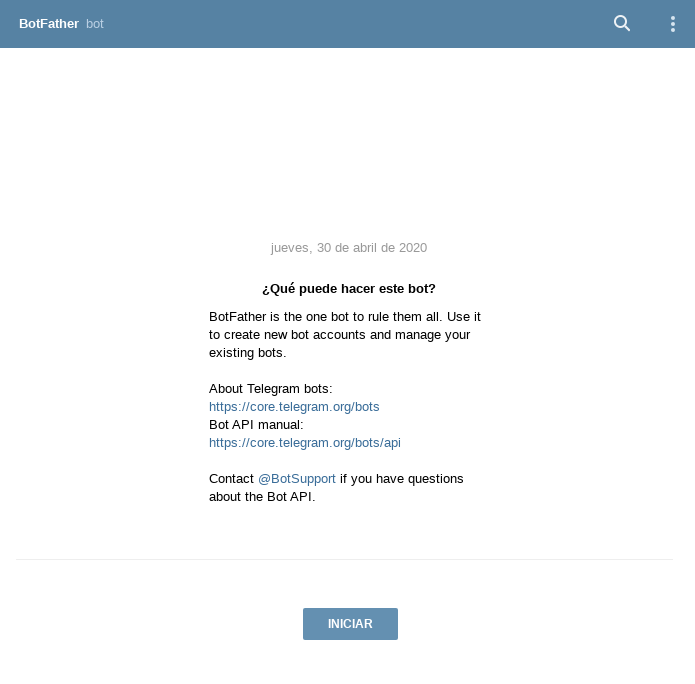 BotFather bot
jueves, 30 de abril de 2020
¿Qué puede hacer este bot?
BotFather is the one bot to rule them all. Use it
to create new bot accounts and manage your
existing bots.
About Telegram bots:
https://core.telegram.org/bots
Bot API manual:
https://core.telegram.org/bots/api
Contact @BotSupport if you have questions
about the Bot API.
INICIAR